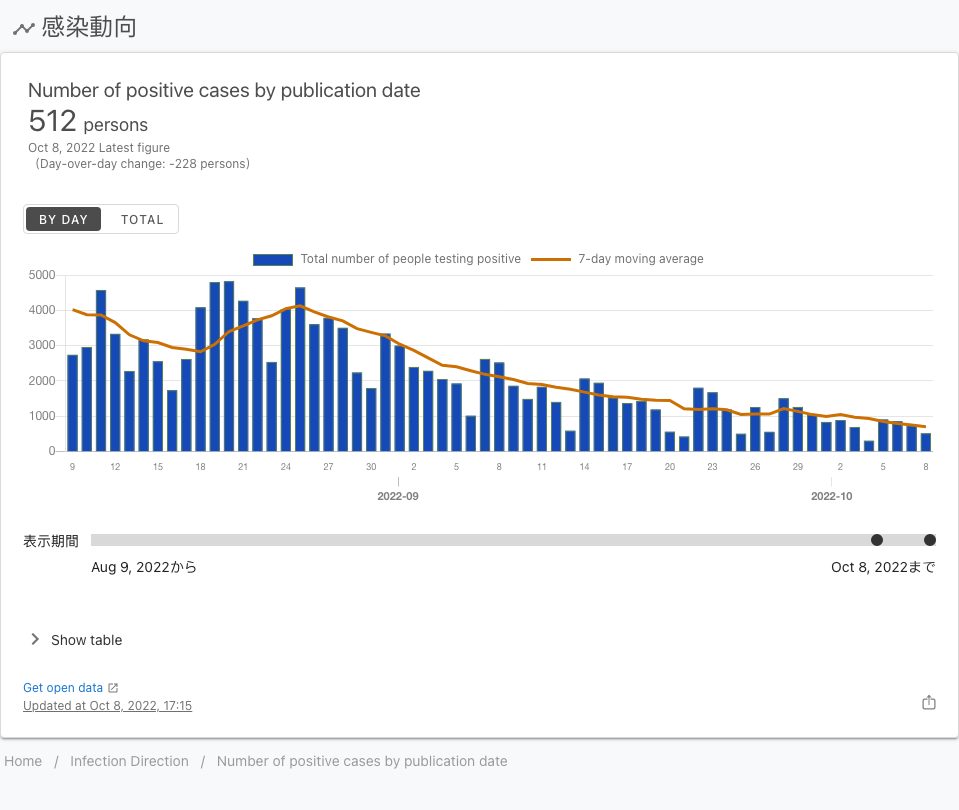 感染動向
Number of positive cases by publication date
512 persons
Oct 8, 2022 Latest figure
(Day-over-day change: -228 persons)
BY DAY TOTAL
Total number of people testing positive 7-day moving average
5000
4000
3000
2000
1000
0
9 12 15 18 21 24 27 30 2 5 8 11 14 17 20 23 26 29 2 5 8
2022-09 2022-10
表示期間
Aug 9, 2022から Oct 8, 2022まで
Show table
Get open data
Updated at Oct 8, 2022, 17:15
Home / Infection Direction / Number of positive cases by publication date